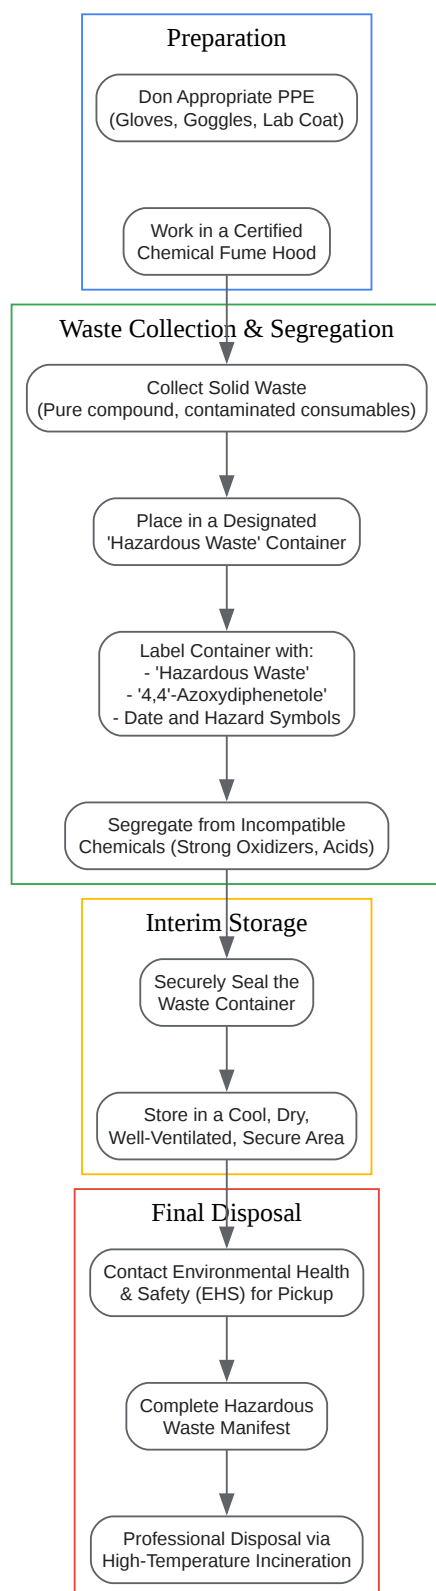 Preparation
Don Appropriate PPE
(Gloves, Goggles, Lab Coat)
Work in a Certified
Chemical Fume Hood
Waste Collection & Segregation
Collect Solid Waste
(Pure compound, contaminated consumables)
Place in a Designated
'Hazardous Waste' Container
Label Container with:
- 'Hazardous Waste'
- '4,4'-Azoxydiphenetole'
- Date and Hazard Symbols
Segregate from Incompatible
Chemicals (Strong Oxidizers, Acids)
Interim Storage
Securely Seal the
Waste Container
Store in a Cool, Dry,
Well-Ventilated, Secure Area
Final Disposal
Contact Environmental Health
& Safety (EHS) for Pickup
Complete Hazardous
Waste Manifest
Professional Disposal via
High-Temperature Incineration